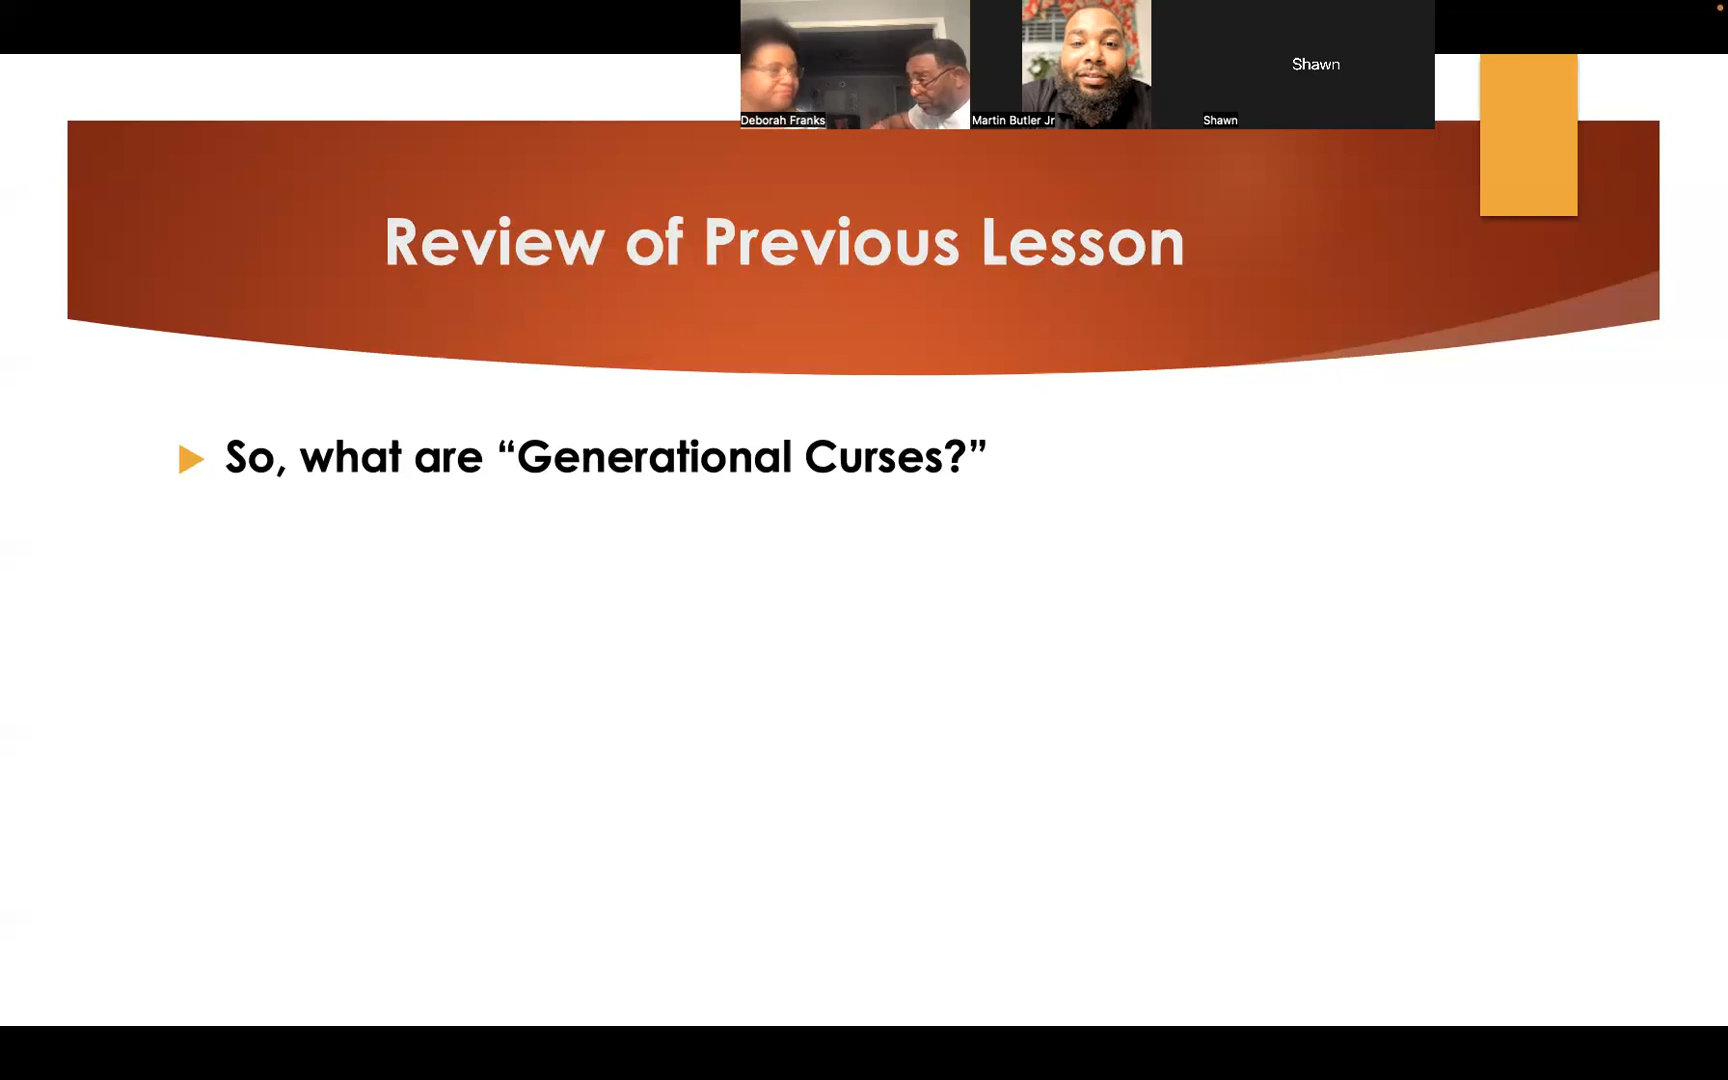 Shawn
Deborah Franks
Martin Butler Jr
Shawn
Review of Previous Lesson
So, what are “Generational Curses?”